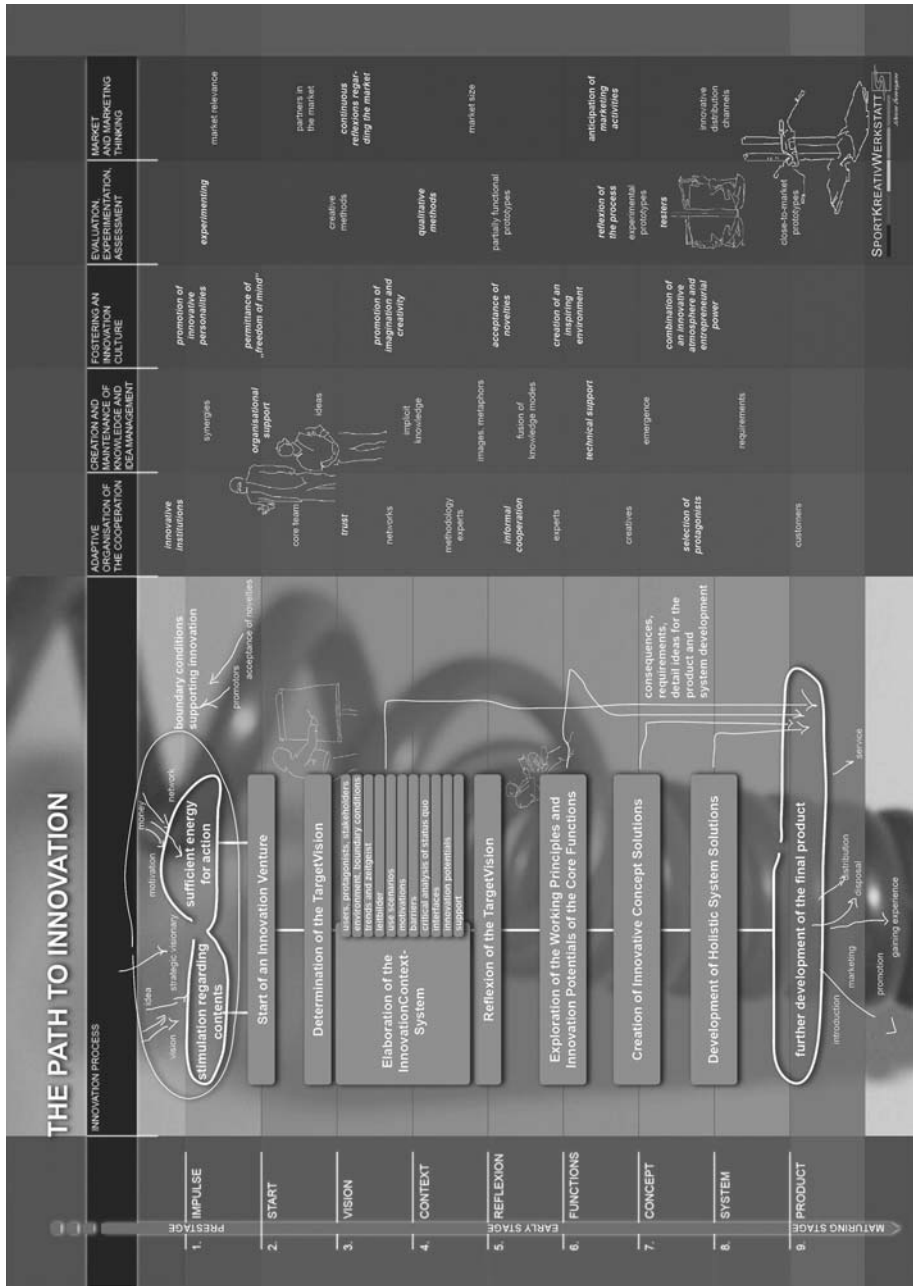 THE PATH TO INNOVATION
INNOVATION PROCESS
ADAPTIVE
ORGANISATION OF
THE COOPERATION
CREATION AND
MAINTENANCE OF
KNOWLEDGE AND
IDEA MANAGEMENT
FOSTERING AN
INNOVATION
CULTURE
EVALUATION,
EXPERIMENTATION,
ASSESSMENT
MARKET
AND MARKETING
THINKING
PRESTAGE
EARLY STAGE
MATURING STAGE
1. IMPULSE
2. START
3. VISION
4. CONTEXT
5. REFLEXION
6. FUNCTIONS
7. CONCEPT
8. SYSTEM
9. PRODUCT
vision
idea
strategic visionary
motivation
money
network
stimulation regarding
contents
sufficient energy
for action
boundary conditions
supporting innovation
promotors
acceptance of novelties
Start of an Innovation Venture
Determination of the TargetVision
Elaboration of the
InnovationContext-
System
users, protagonists, stakeholders
environment, boundary conditions
trends and zeitgeist
leitbilder
use scenarios
motivations
barriers
critical analysis of status quo
interfaces
innovation potentials
support
Reflexion of the TargetVision
Exploration of the Working Principles and
Innovation Potentials of the Core Functions
Creation of Innovative Concept Solutions
Development of Holistic System Solutions
consequences,
requirements,
detail ideas for the
product and
system development
further development of the final product
introduction
marketing
promotion
gaining experience
disposal
distribution
service
innovative
institutions
core team
trust
networks
methodology
experts
informal
cooperation
experts
creatives
selection of
protagonists
customers
synergies
organisational
support
ideas
implicit
knowledge
images, metaphors
fusion of
knowledge modes
technical support
emergence
requirements
promotion of
innovative
personalities
permittance of
„freedom of mind“
promotion of
imagination and
creativity
acceptance of
novelties
creation of an
inspiring
environment
combination of
an innovative
atmosphere and
entrepreneurial
power
experimenting
creative
methods
qualitative
methods
partially functional
prototypes
reflexion of
the process
experimental
prototypes
testers
close-to-market
prototypes
market relevance
partners in
the market
continuous
reflexions regar-
ding the market
market size
anticipation of
marketing
activities
innovative
distribution
channels
SPORTKREATIVWERKSTATT